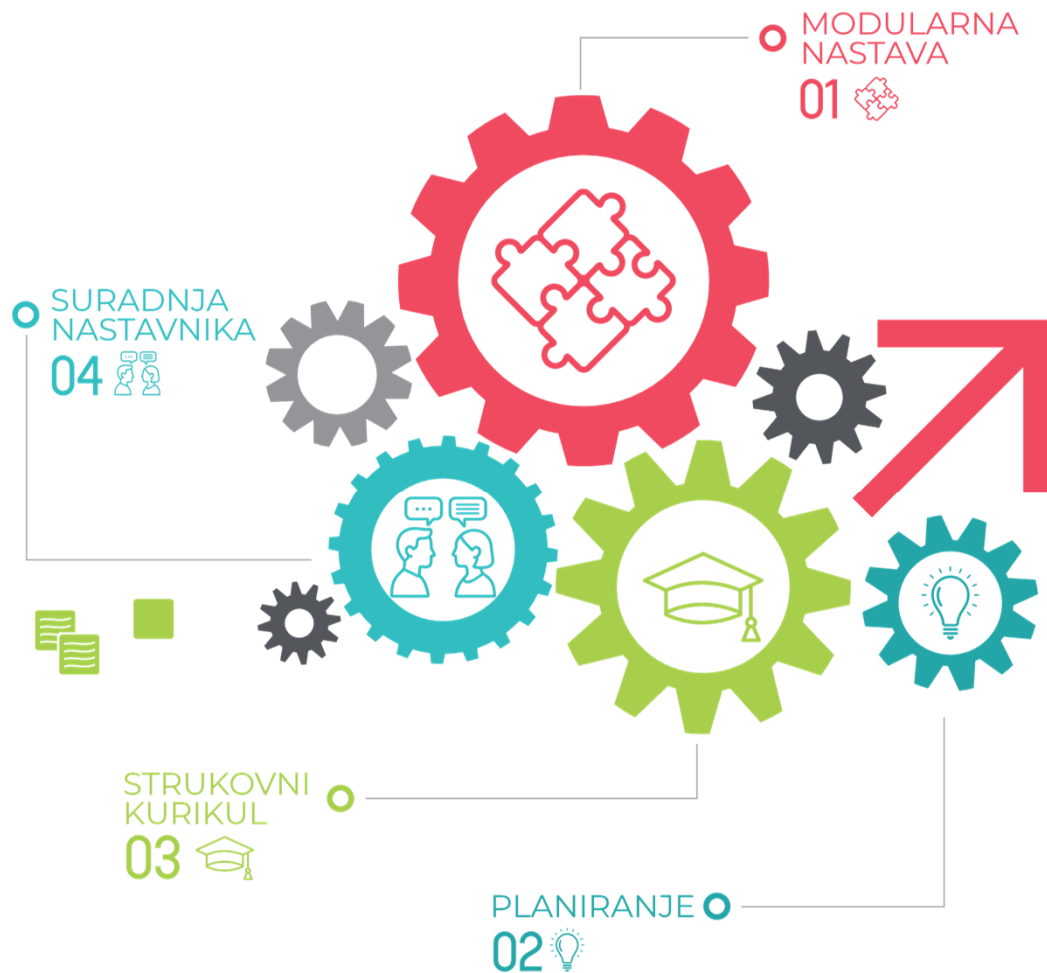 MODULARNA
NASTAVA
01
SURADNJA
NASTAVNIKA
04
STRUKOVNI
KURIKUL
03
PLANIRANJE
02